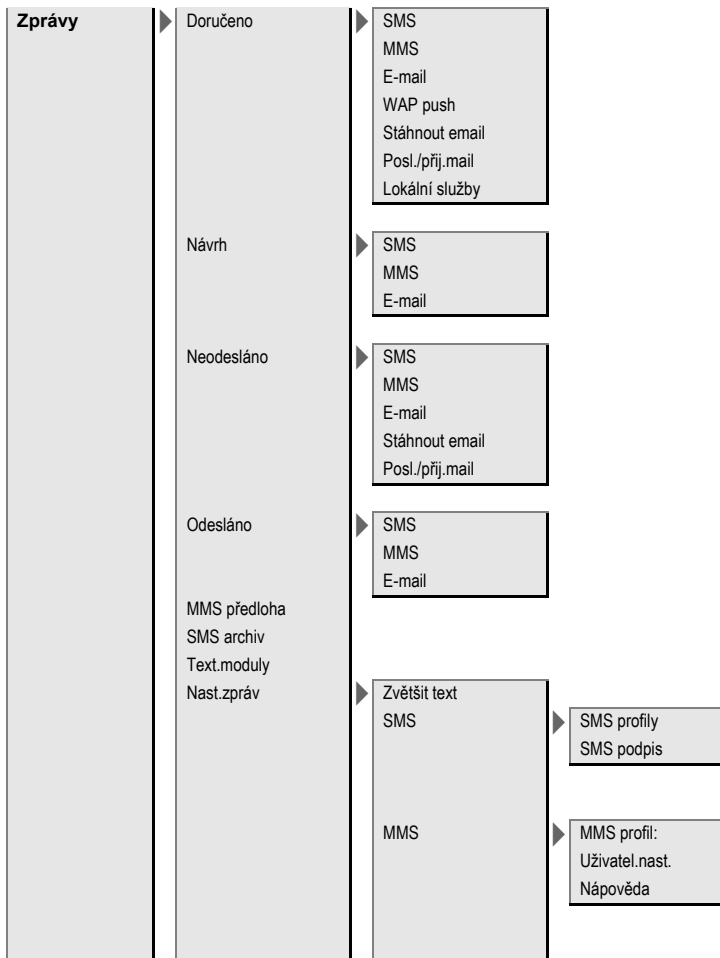 Zprávy
Doručeno
SMS
MMS
E-mail
WAP push
Stáhnout email
Posl./přij.mail
Lokální služby
Návrh
SMS
MMS
E-mail
Neodesláno
SMS
MMS
E-mail
Stáhnout email
Posl./přij.mail
Odesláno
SMS
MMS
E-mail
MMS předloha
SMS archiv
Text.moduly
Nast.zpráv
Zvětšit text
SMS
SMS profily
SMS podpis
MMS
MMS profil:
Uživatel.nast.
Nápověda